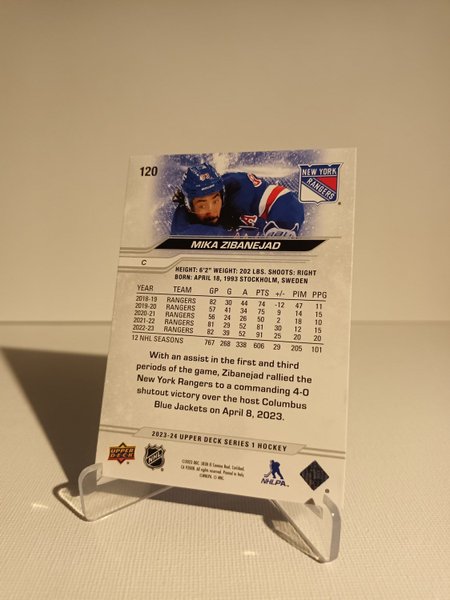 120
NEW YORK
RANGERS
MIKA ZIBANEJAD
C
HEIGHT: 6'2" WEIGHT: 202 LBS. SHOOTS: RIGHT
BORN: APRIL 18, 1993 STOCKHOLM, SWEDEN
YEAR TEAM GP G A PTS +/- PIM PPG
2018-19 RANGERS 82 30 44 74 -12 47 11
2019-20 RANGERS 57 41 34 75 9 14 15
2020-21 RANGERS 56 24 26 50 2 18 10
2021-22 RANGERS 81 29 52 81 30 12 15
2022-23 RANGERS 82 39 52 91 25 20 20
12 NHL SEASONS 767 268 338 606 29 205 101
With an assist in the first and third
periods of the game, Zibanejad rallied the
New York Rangers to a commanding 4-0
shutout victory over the host Columbus
Blue Jackets on April 8, 2023.
2023-24 UPPER DECK SERIES 1 HOCKEY
UPPER DECK
NHL
NHLPA